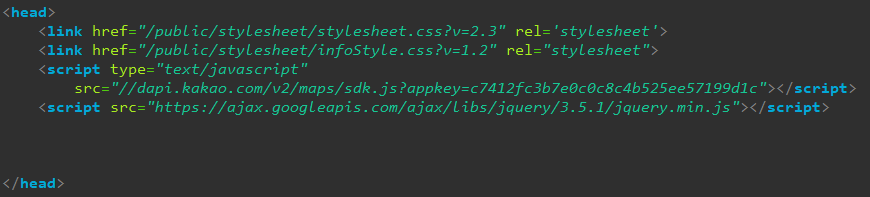 <head>
<link href="/public/stylesheet/stylesheet.css?v=2.3" rel='stylesheet'>
<link href="/public/stylesheet/infoStyle.css?v=1.2" rel="stylesheet">
<script type="text/javascript"
src="//dapi.kakao.com/v2/maps/sdk.js?appkey=c7412fc3b7e0c0c8c4b525ee57199d1c"></script>
<script src="https://ajax.googleapis.com/ajax/libs/jquery/3.5.1/jquery.min.js"></script>
</head>